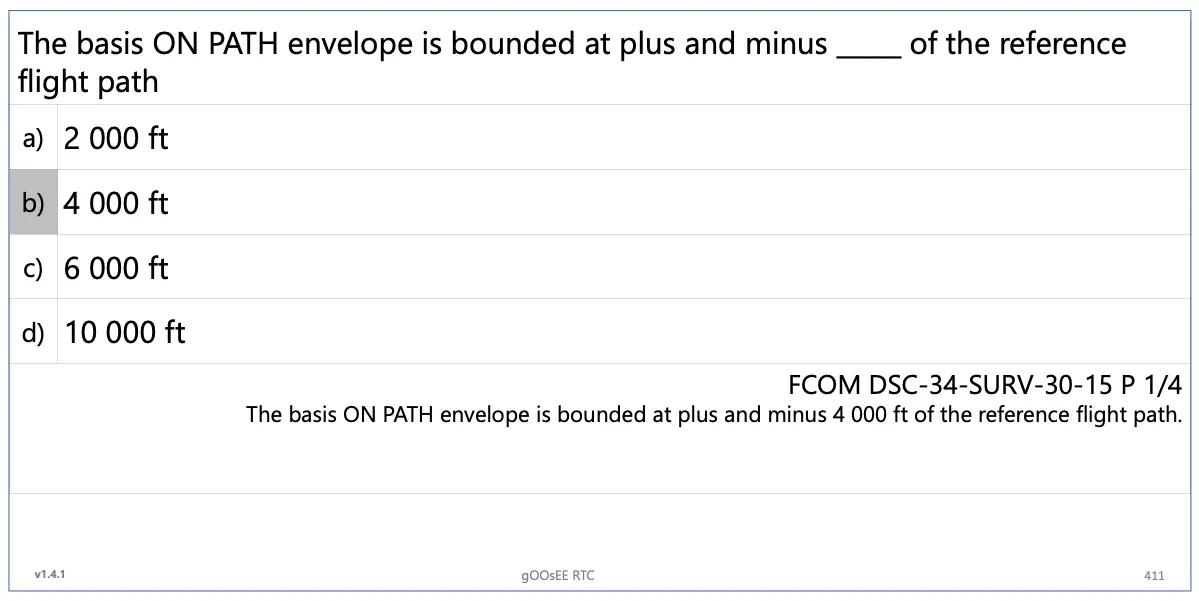 The basis ON PATH envelope is bounded at plus and minus _____ of the reference
flight path
a) 2 000 ft
b) 4 000 ft
c) 6 000 ft
d) 10 000 ft
FCOM DSC-34-SURV-30-15 P 1/4
The basis ON PATH envelope is bounded at plus and minus 4 000 ft of the reference flight path.
v1.4.1 gOOsEE RTC 411